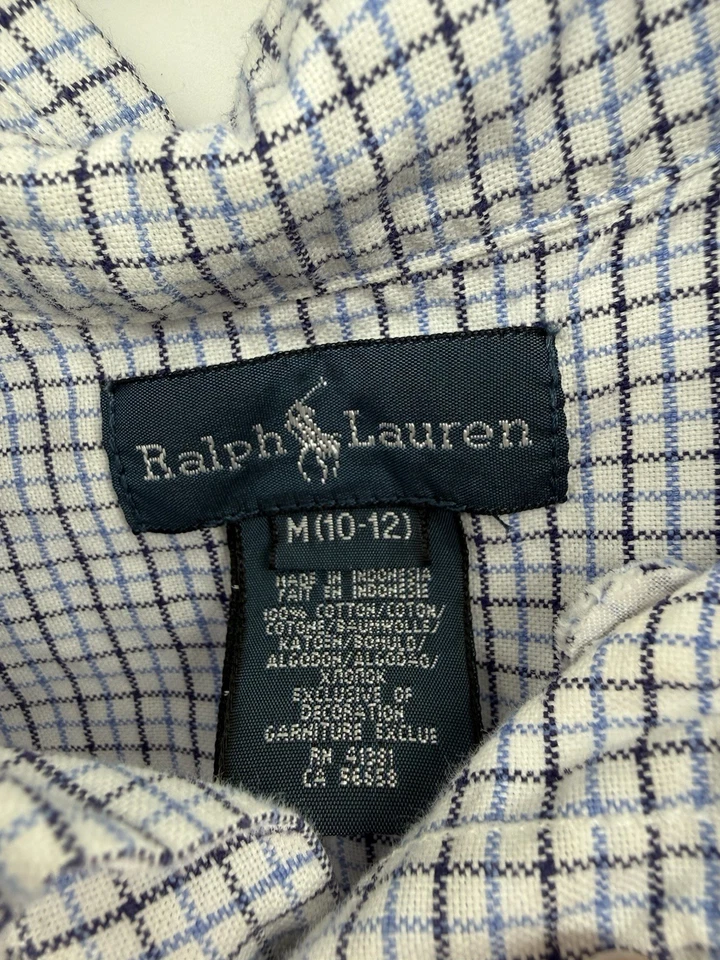 Ralph Lauren
M(10-12)
MADE IN INDONESIA
FAIT EN INDONESIE
100% COTTON/COTON/
COTONE/BAUMWOLLE/
KATOEN/BOMULD/
ALGODON/ALGODAO/
ХЛОПОК
EXCLUSIVE OF
DECORATION
GARNITURE EXCLUE
RN 41381
CA 56558